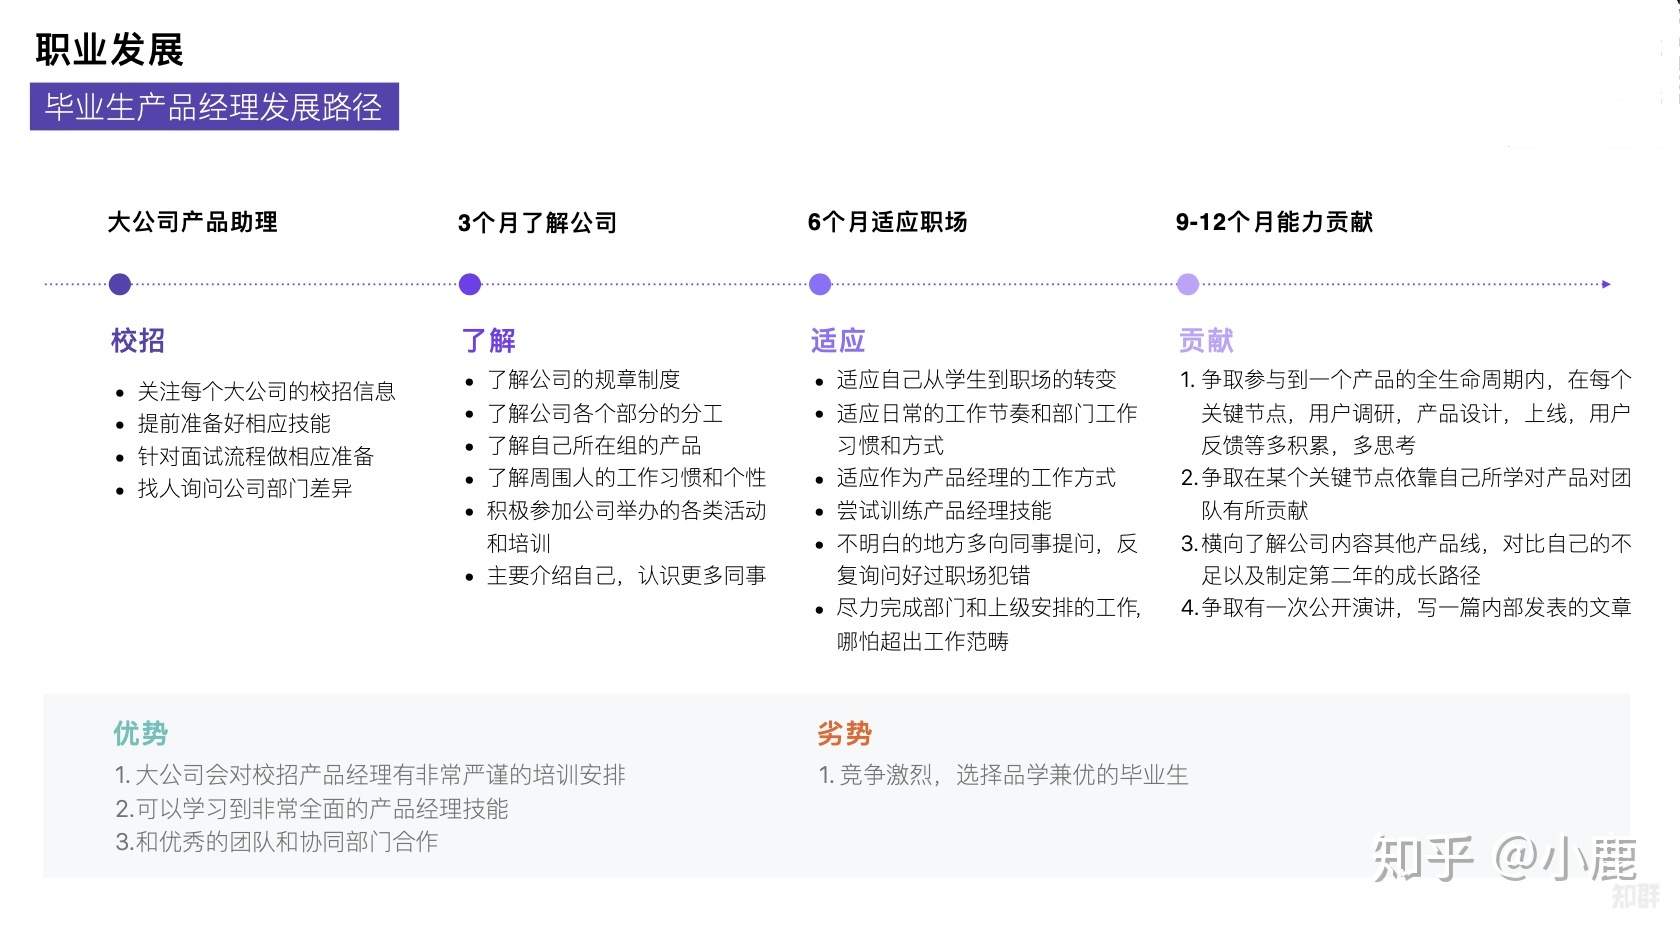 职业发展
毕业生产品经理发展路径
大公司产品助理
3个月了解公司
6个月适应职场
9-12个月能力贡献
校招
• 关注每个大公司的校招信息
• 提前准备好相应技能
• 针对面试流程做相应准备
• 找人询问公司部门差异
了解
• 了解公司的规章制度
• 了解公司各个部分的分工
• 了解自己所在组的产品
• 了解周围人的工作习惯和个性
• 积极参加公司举办的各类活动
和培训
• 主要介绍自己，认识更多同事
适应
• 适应自己从学生到职场的转变
• 适应日常的工作节奏和部门工作
习惯和方式
• 适应作为产品经理的工作方式
• 尝试训练产品经理技能
• 不明白的地方多向同事提问，反
复询问好过职场犯错
• 尽力完成部门和上级安排的工作,
哪怕超出工作范畴
贡献
1. 争取参与到一个产品的全生命周期内，在每个
关键节点，用户调研，产品设计，上线，用户
反馈等多积累，多思考
2. 争取在某个关键节点依靠自己所学对产品对团
队有所贡献
3. 横向了解公司内容其他产品线，对比自己的不
足以及制定第二年的成长路径
4. 争取有一次公开演讲，写一篇内部发表的文章
优势
1. 大公司会对校招产品经理有非常严谨的培训安排
2. 可以学习到非常全面的产品经理技能
3. 和优秀的团队和协同部门合作
劣势
1. 竞争激烈，选择品学兼优的毕业生
知乎 @小鹿
知群